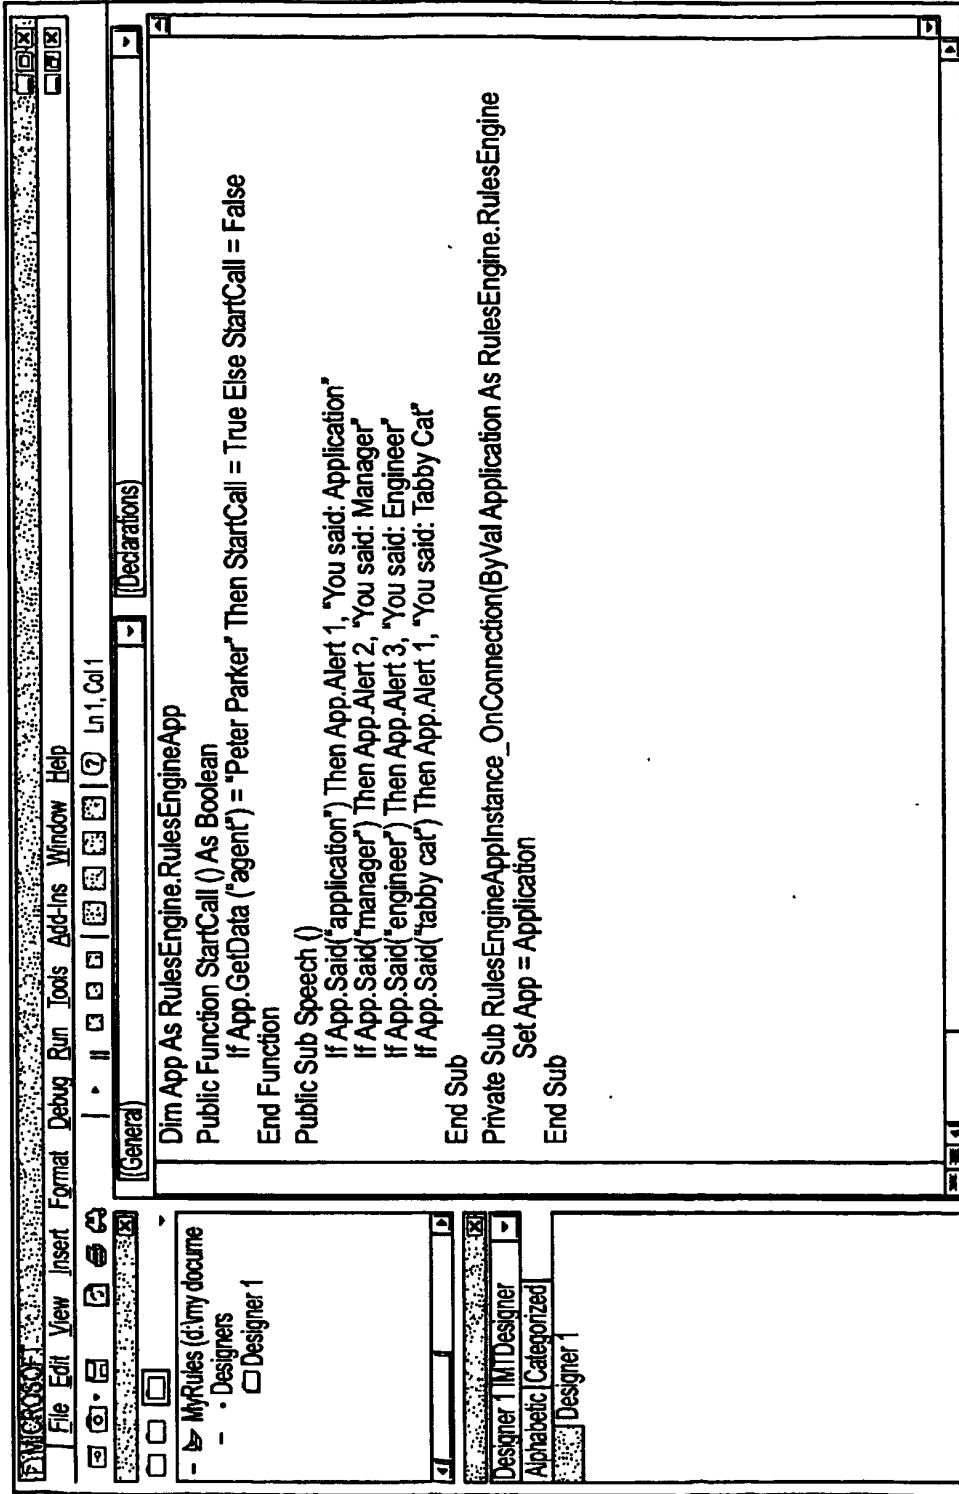 MICROSOFT
File Edit View Insert Format Debug Run Tools Add-Ins Window Help
Ln 1, Col 1
MyRules (d:\my docume
Designers
Designer 1
Designer 1 IMTDesigner
Alphabetic Categorized
Designer 1
(General)
(Declarations)
Dim App As RulesEngine.RulesEngineApp
Public Function StartCall () As Boolean
If App.GetData ("agent") = "Peter Parker" Then StartCall = True Else StartCall = False
End Function
Public Sub Speech ()
If App.Said("application") Then App.Alert 1, "You said: Application"
If App.Said("manager") Then App.Alert 2, "You said: Manager"
If App.Said("engineer") Then App.Alert 3, "You said: Engineer"
If App.Said("tabby cat") Then App.Alert 1, "You said: Tabby Cat"
End Sub
Private Sub RulesEngineAppInstance_OnConnection(ByVal Application As RulesEngine.RulesEngine
Set App = Application
End Sub